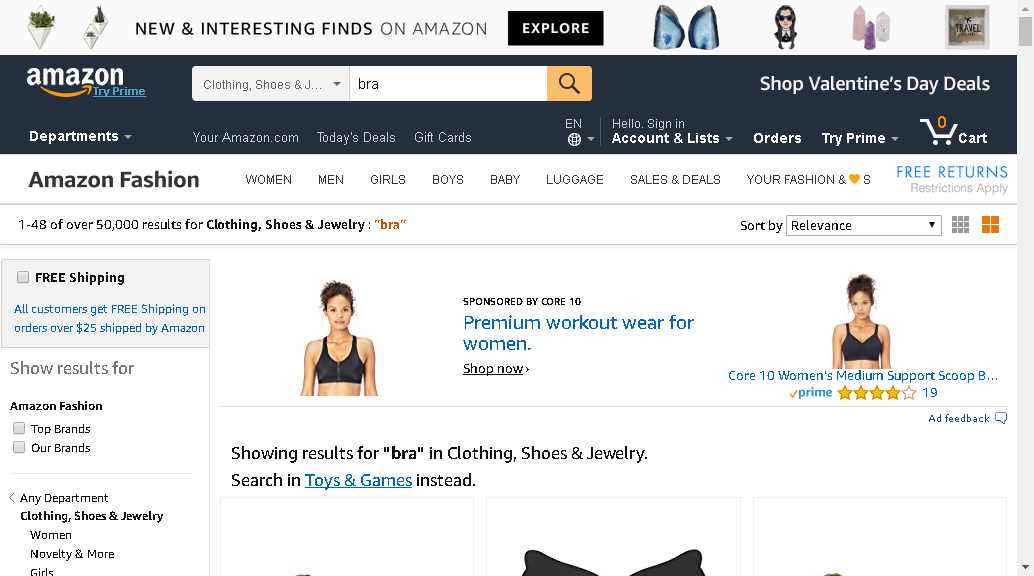 NEW & INTERESTING FINDS ON AMAZON EXPLORE
TRAVEL
amazon
Try Prime
Clothing, Shoes & J... bra
Shop Valentine's Day Deals
Departments
Your Amazon.com Today's Deals Gift Cards
EN
Hello. Sign in
Account & Lists
Orders
Try Prime
0
Cart
Amazon Fashion
WOMEN MEN GIRLS BOYS BABY LUGGAGE SALES & DEALS YOUR FASHION & S
FREE RETURNS
Restrictions Apply
1-48 of over 50,000 results for Clothing, Shoes & Jewelry : "bra"
Sort by Relevance
FREE Shipping
All customers get FREE Shipping on
orders over $25 shipped by Amazon
Show results for
Amazon Fashion
Top Brands
Our Brands
Any Department
Clothing, Shoes & Jewelry
Women
Novelty & More
Girls
SPONSORED BY CORE 10
Premium workout wear for
women.
Shop now ›
Core 10 Women's Medium Support Scoop B...
prime 19
Ad feedback
Showing results for "bra" in Clothing, Shoes & Jewelry.
Search in Toys & Games instead.